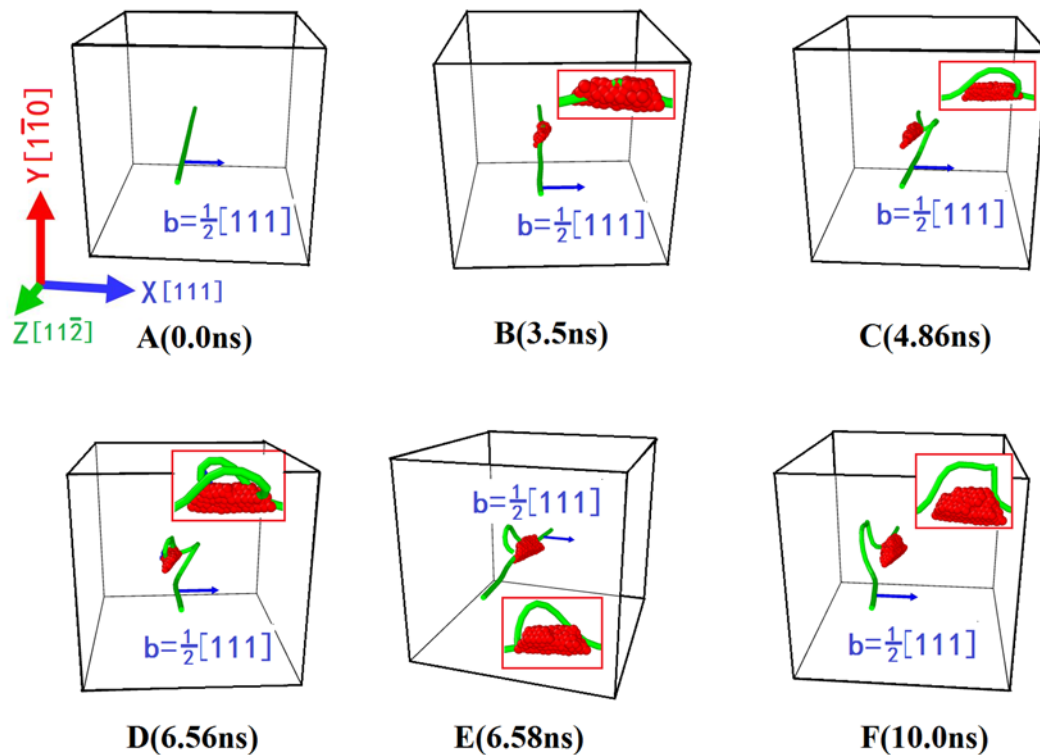 Y[11̅0]
X[111]
Z[112̅]
b=½[111]
A(0.0ns)
b=½[111]
B(3.5ns)
b=½[111]
C(4.86ns)
b=½[111]
D(6.56ns)
b=½[111]
E(6.58ns)
b=½[111]
F(10.0ns)